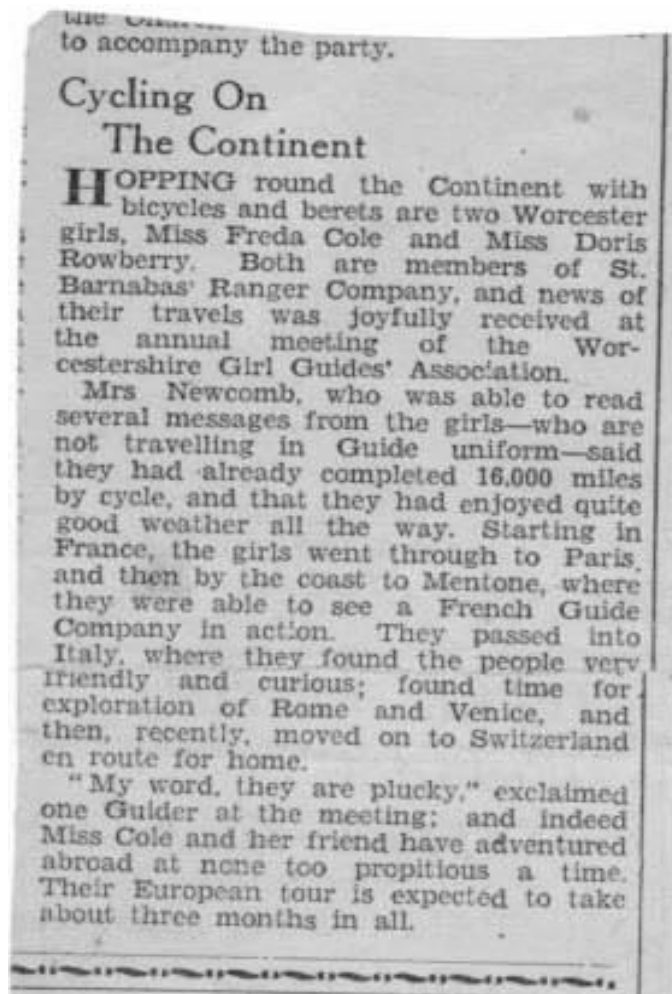 to accompany the party.
Cycling On
The Continent
HOPPING round the Continent with
bicycles and berets are two Worcester
girls, Miss Freda Cole and Miss Doris
Rowberry. Both are members of St.
Barnabas' Ranger Company, and news of
their travels was joyfully received at
the annual meeting of the Wor-
cestershire Girl Guides' Association.
Mrs Newcomb, who was able to read
several messages from the girls—who are
not travelling in Guide uniform—said
they had already completed 16,000 miles
by cycle, and that they had enjoyed quite
good weather all the way. Starting in
France, the girls went through to Paris,
and then by the coast to Mentone, where
they were able to see a French Guide
Company in action. They passed into
Italy, where they found the people very
friendly and curious; found time for
exploration of Rome and Venice, and
then, recently, moved on to Switzerland
en route for home.
"My word, they are plucky," exclaimed
one Guider at the meeting; and indeed
Miss Cole and her friend have adventured
abroad at none too propitious a time.
Their European tour is expected to take
about three months in all.